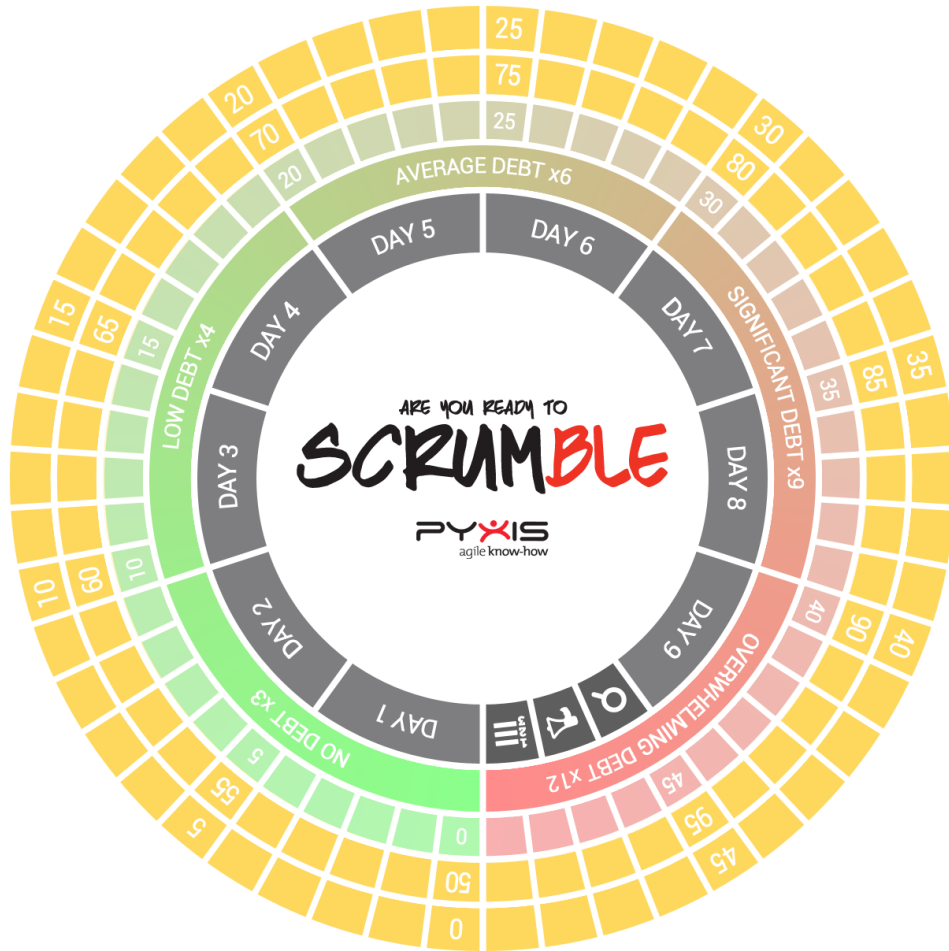 ARE YOU READY TO
SCRUMBLE
PYXIS
agile know-how
DAY 1
DAY 2
DAY 3
DAY 4
DAY 5
DAY 6
DAY 7
DAY 8
DAY 9
1
2
3
NO DEBT x3
LOW DEBT x4
AVERAGE DEBT x6
SIGNIFICANT DEBT x9
OVERWHELMING DEBT x12
0
5
10
15
20
25
30
35
40
45
50
55
60
65
70
75
80
85
90
95
0
5
10
15
20
25
30
35
40
45